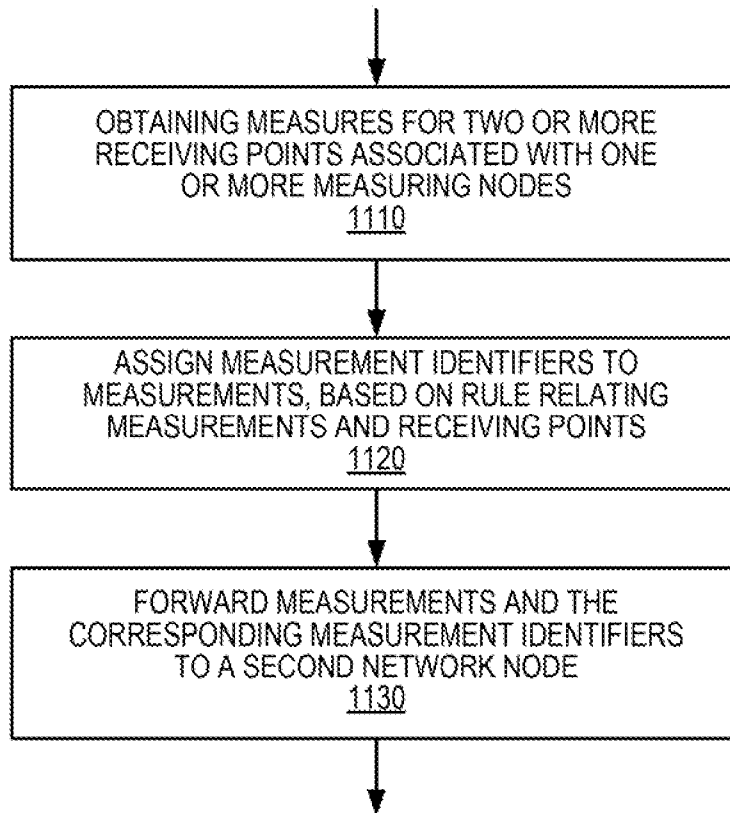 OBTAINING MEASURES FOR TWO OR MORE
RECEIVING POINTS ASSOCIATED WITH ONE
OR MORE MEASURING NODES
1110
ASSIGN MEASUREMENT IDENTIFIERS TO
MEASUREMENTS, BASED ON RULE RELATING
MEASUREMENTS AND RECEIVING POINTS
1120
FORWARD MEASUREMENTS AND THE
CORRESPONDING MEASUREMENT IDENTIFIERS
TO A SECOND NETWORK NODE
1130